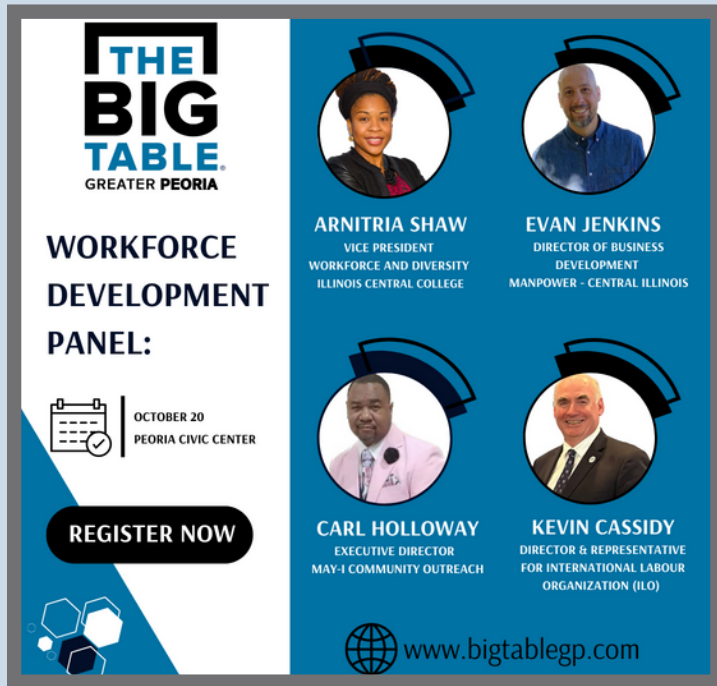 THE
BIG
TABLE®
GREATER PEORIA
WORKFORCE
DEVELOPMENT
PANEL:
OCTOBER 20
PEORIA CIVIC CENTER
REGISTER NOW
ARNITRIA SHAW
VICE PRESIDENT
WORKFORCE AND DIVERSITY
ILLINOIS CENTRAL COLLEGE
EVAN JENKINS
DIRECTOR OF BUSINESS
DEVELOPMENT
MANPOWER - CENTRAL ILLINOIS
CARL HOLLOWAY
EXECUTIVE DIRECTOR
MAY-I COMMUNITY OUTREACH
KEVIN CASSIDY
DIRECTOR & REPRESENTATIVE
FOR INTERNATIONAL LABOUR
ORGANIZATION (ILO)
www.bigtablegp.com